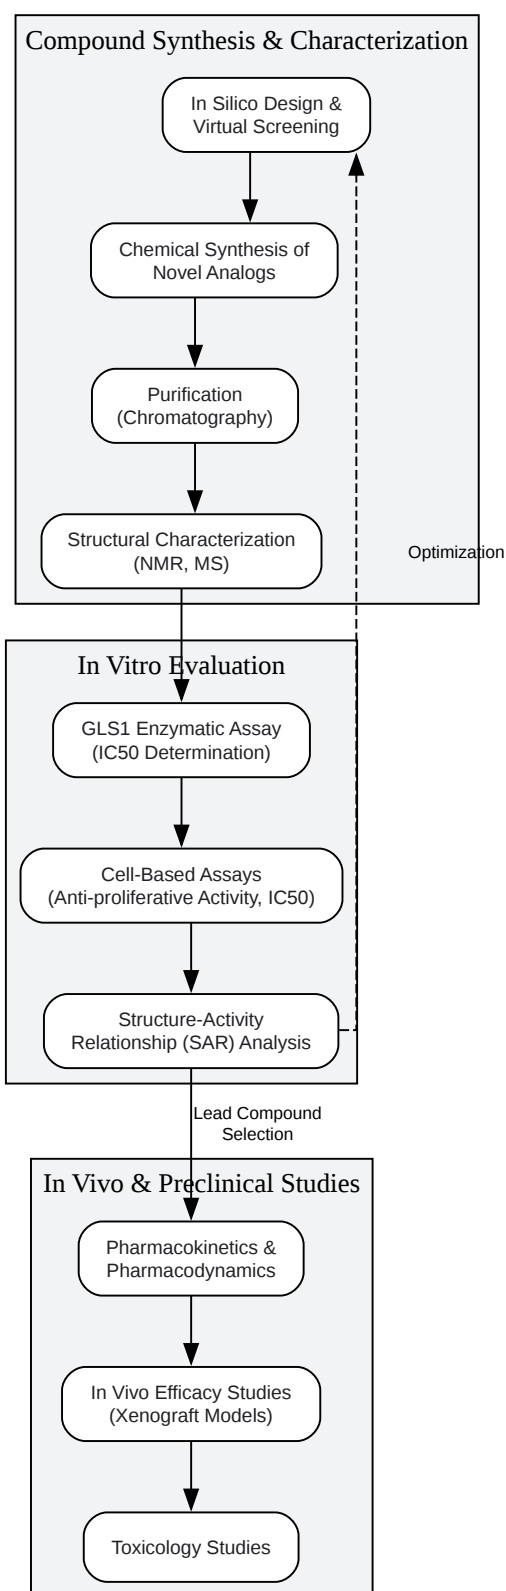 Compound Synthesis & Characterization
In Silico Design &
Virtual Screening
Chemical Synthesis of
Novel Analogs
Purification
(Chromatography)
Structural Characterization
(NMR, MS)
Optimization
In Vitro Evaluation
GLS1 Enzymatic Assay
(IC50 Determination)
Cell-Based Assays
(Anti-proliferative Activity, IC50)
Structure-Activity
Relationship (SAR) Analysis
Lead Compound
Selection
In Vivo & Preclinical Studies
Pharmacokinetics &
Pharmacodynamics
In Vivo Efficacy Studies
(Xenograft Models)
Toxicology Studies